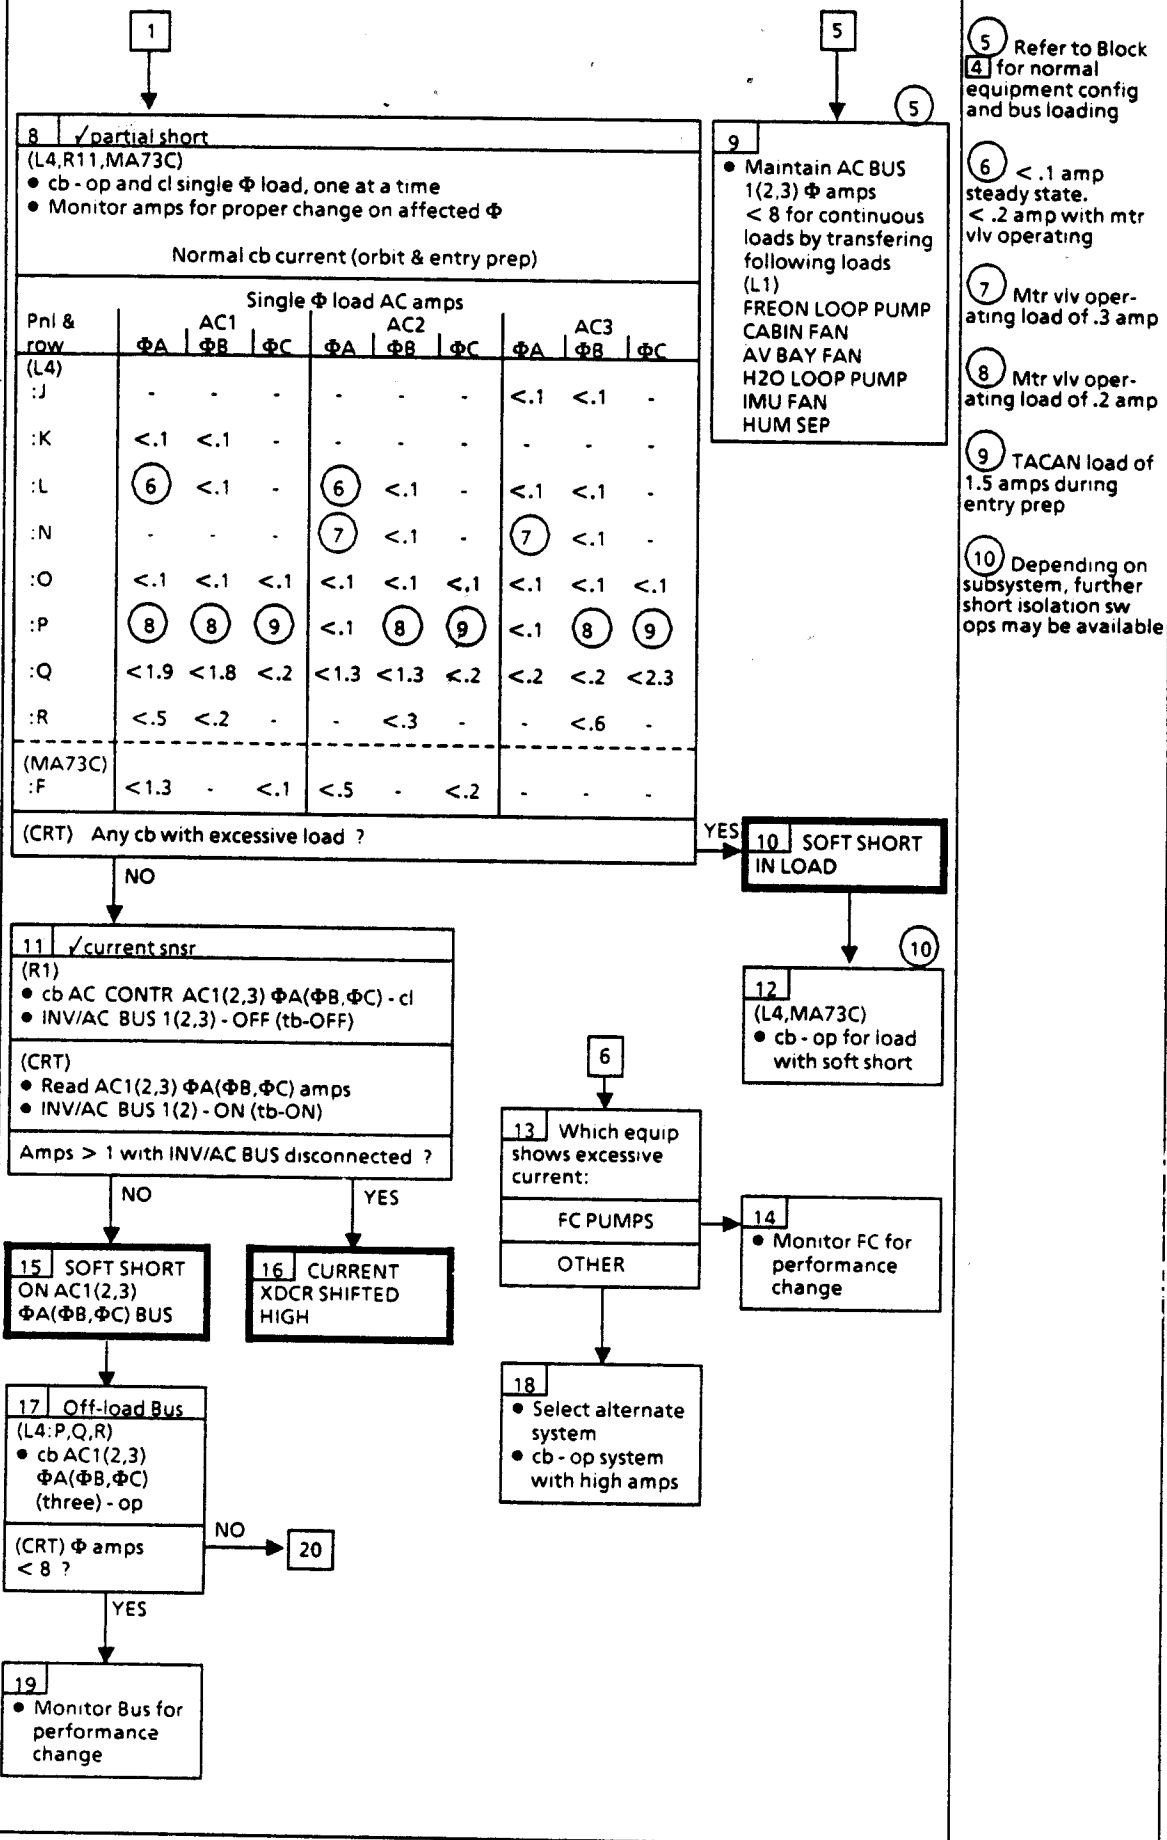 1
8 ✓partial short
(L4,R11,MA73C)
● cb - op and cl single Φ load, one at a time
● Monitor amps for proper change on affected Φ
Normal cb current (orbit & entry prep)
Single Φ load AC amps
Pnl & AC1 AC2 AC3
row ΦA ΦB ΦC ΦA ΦB ΦC ΦA ΦB ΦC
(L4)
:J - - - - - - <.1 <.1 -
:K <.1 <.1 - - - - - - -
:L 6 <.1 - 6 <.1 - <.1 <.1 -
:N - - - 7 <.1 - 7 <.1 -
:O <.1 <.1 <.1 <.1 <.1 <.1 <.1 <.1 <.1
:P 8 8 9 <.1 8 9 <.1 8 9
:Q <1.9 <1.8 <.2 <1.3 <1.3 <.2 <.2 <.2 <2.3
:R <.5 <.2 - - <.3 - - <.6 -
(MA73C)
:F <1.3 - <.1 <.5 - <.2 - - -
(CRT) Any cb with excessive load ?
YES
NO
5
5
9
● Maintain AC BUS
1(2,3) Φ amps
< 8 for continuous
loads by transfering
following loads
(L1)
FREON LOOP PUMP
CABIN FAN
AV BAY FAN
H2O LOOP PUMP
IMU FAN
HUM SEP
10 SOFT SHORT
IN LOAD
10
12
(L4,MA73C)
● cb - op for load
with soft short
11 ✓current snsr
(R1)
● cb AC CONTR AC1(2,3) ΦA(ΦB,ΦC) - cl
● INV/AC BUS 1(2,3) - OFF (tb-OFF)
(CRT)
● Read AC1(2,3) ΦA(ΦB,ΦC) amps
● INV/AC BUS 1(2) - ON (tb-ON)
Amps > 1 with INV/AC BUS disconnected ?
NO
YES
15 SOFT SHORT
ON AC1(2,3)
ΦA(ΦB,ΦC) BUS
16 CURRENT
XDCR SHIFTED
HIGH
17 Off-load Bus
(L4:P,Q,R)
● cb AC1(2,3)
ΦA(ΦB,ΦC)
(three) - op
(CRT) Φ amps
< 8 ?
NO
20
YES
19
● Monitor Bus for
performance
change
6
13 Which equip
shows excessive
current:
FC PUMPS
OTHER
14
● Monitor FC for
performance
change
18
● Select alternate
system
● cb - op system
with high amps
5 Refer to Block
4 for normal
equipment config
and bus loading
6 < .1 amp
steady state.
< .2 amp with mtr
vlv operating
7 Mtr vlv oper-
ating load of .3 amp
8 Mtr vlv oper-
ating load of .2 amp
9 TACAN load of
1.5 amps during
entry prep
10 Depending on
subsystem, further
short isolation sw
ops may be available